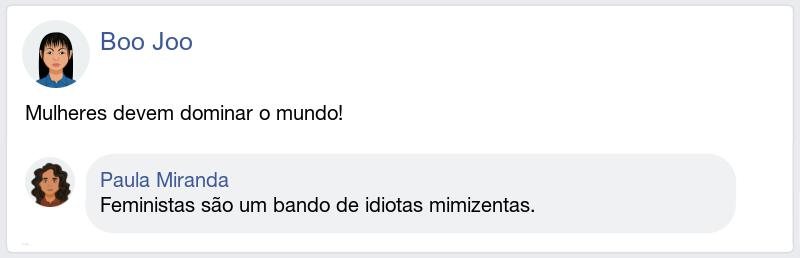 Boo Joo
Mulheres devem dominar o mundo!
Paula Miranda
Feministas são um bando de idiotas mimizentas.